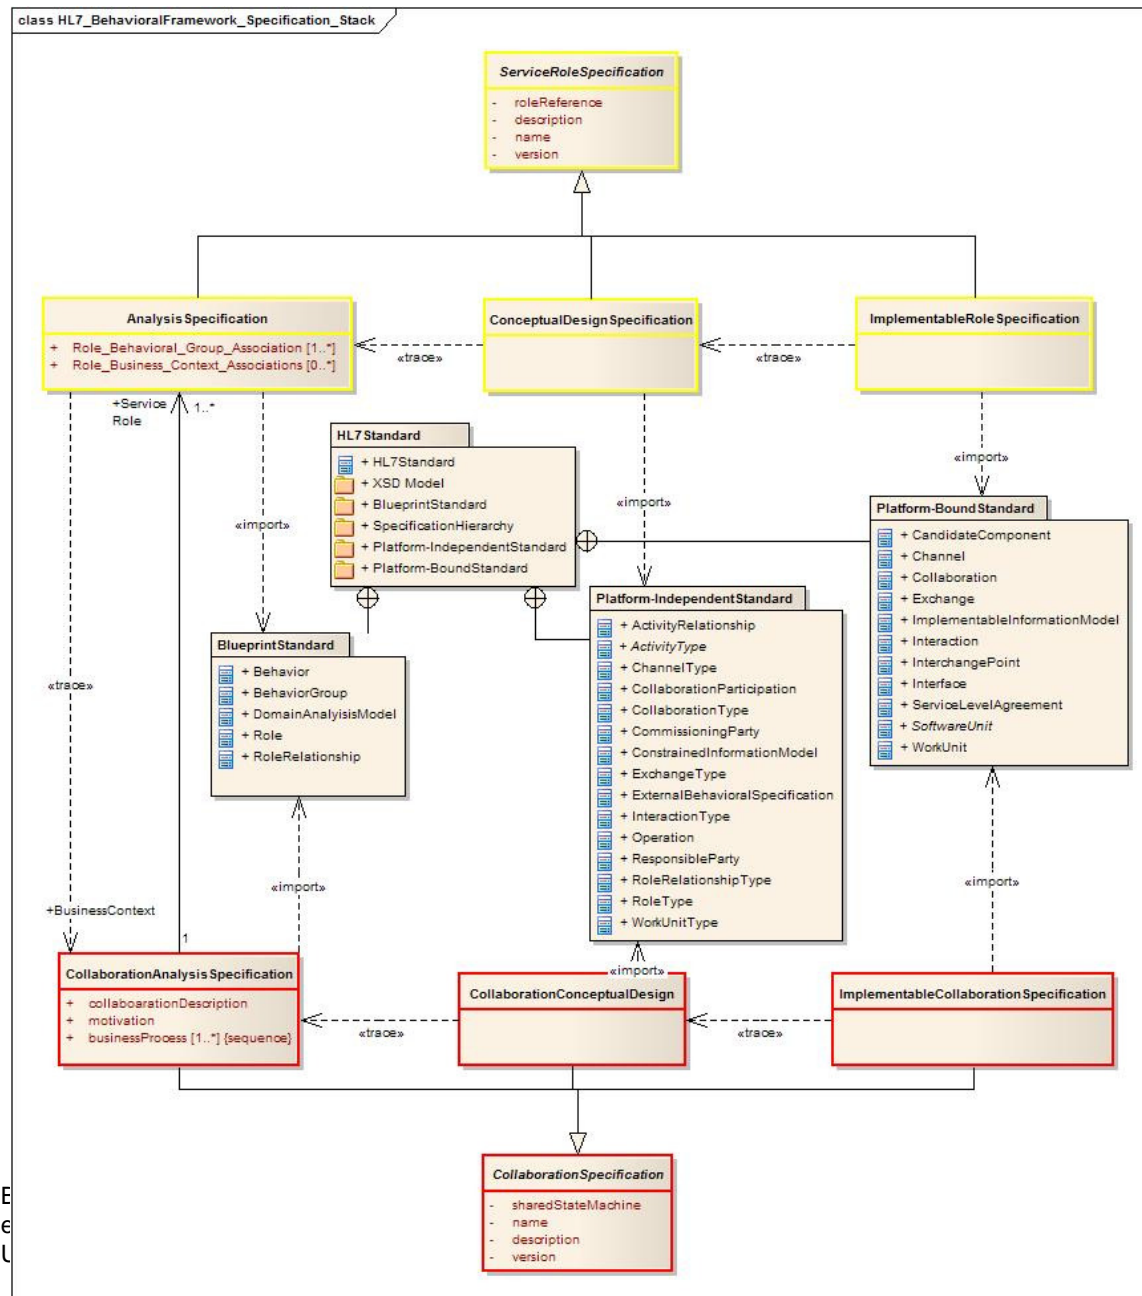 class HL7_BehavioralFramework_Specification_Stack
ServiceRoleSpecification
- roleReference
- description
- name
- version
AnalysisSpecification
+ Role_Behavioral_Group_Association [1..*]
+ Role_Business_Context_Associations [0..*]
«trace»
ConceptualDesignSpecification
«trace»
ImplementableRoleSpecification
+Service
Role
1..*
HL7Standard
+ HL7Standard
+ XSD Model
+ BlueprintStandard
+ SpecificationHierarchy
+ Platform-IndependentStandard
+ Platform-BoundStandard
«import»
«import»
«import»
Platform-BoundStandard
+ CandidateComponent
+ Channel
+ Collaboration
+ Exchange
+ ImplementableInformationModel
+ Interaction
+ InterchangePoint
+ Interface
+ ServiceLevelAgreement
+ SoftwareUnit
+ WorkUnit
Platform-IndependentStandard
+ ActivityRelationship
+ ActivityType
+ ChannelType
+ CollaborationParticipation
+ CollaborationType
+ CommissioningParty
+ ConstrainedInformationModel
+ ExchangeType
+ ExternalBehavioralSpecification
+ InteractionType
+ Operation
+ ResponsibleParty
+ RoleRelationshipType
+ RoleType
+ WorkUnitType
BlueprintStandard
+ Behavior
+ BehaviorGroup
+ DomainAnalyisisModel
+ Role
+ RoleRelationship
«trace»
«import»
«import»
+BusinessContext
1
«import»
CollaborationAnalysisSpecification
+ collaboarationDescription
+ motivation
+ businessProcess [1..*] {sequence}
«trace»
CollaborationConceptualDesign
«trace»
ImplementableCollaborationSpecification
CollaborationSpecification
- sharedStateMachine
- name
- description
- version